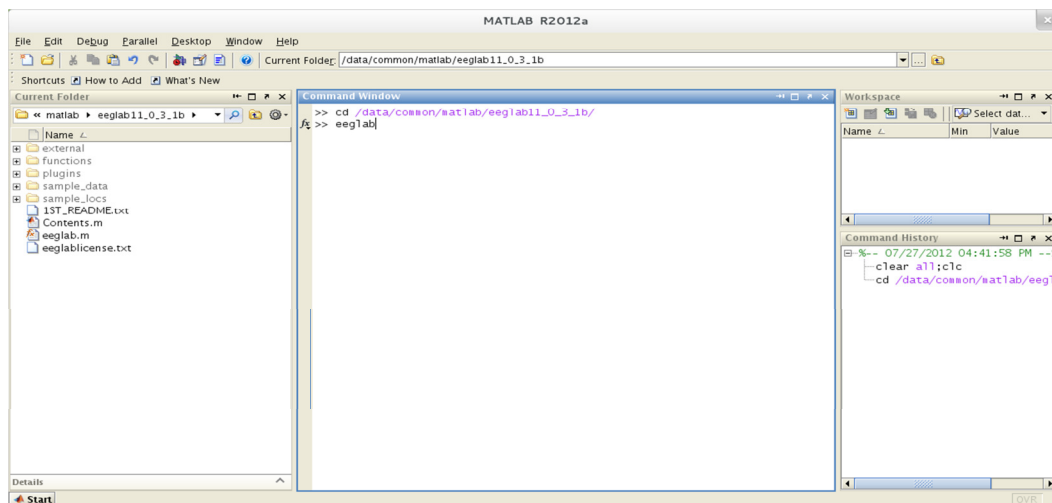 MATLAB R2012a
File Edit Debug Parallel Desktop Window Help
Current Folder: /data/common/matlab/eeglab11_0_3_1b
Shortcuts How to Add What's New
Current Folder
« matlab eeglab11_0_3_1b
Name
external
functions
plugins
sample_data
sample_locs
1ST_README.txt
Contents.m
eeglab.m
eeglablicense.txt
Details
Start
Command Window
>> cd /data/common/matlab/eeglab11_0_3_1b/
fx >> eeglab
Workspace
Select dat...
Name Min Value
Command History
%-- 07/27/2012 04:41:58 PM --
clear all;clc
cd /data/common/matlab/eegl
OVR